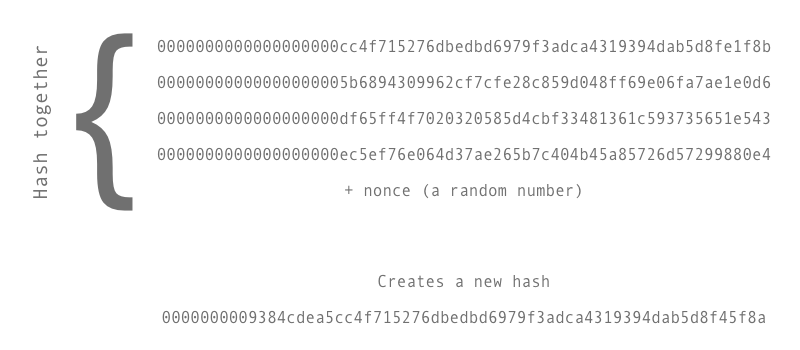 Hash together
0000000000000000000cc4f715276dbedbd6979f3adca4319394dab5d8fe1f8b
00000000000000000005b6894309962cf7cfe28c859d048ff69e06fa7ae1e0d6
0000000000000000000df65ff4f7020320585d4cbf33481361c593735651e543
0000000000000000000ec5ef76e064d37ae265b7c404b45a85726d57299880e4
+ nonce (a random number)
Creates a new hash
0000000009384cdea5cc4f715276dbedbd6979f3adca4319394dab5d8f45f8a